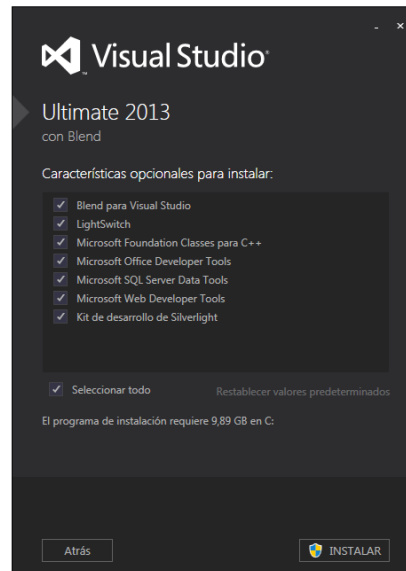 Visual Studio
Ultimate 2013
con Blend
Características opcionales para instalar:
Blend para Visual Studio
LightSwitch
Microsoft Foundation Classes para C++
Microsoft Office Developer Tools
Microsoft SQL Server Data Tools
Microsoft Web Developer Tools
Kit de desarrollo de Silverlight
Seleccionar todo Restablecer valores predeterminados
El programa de instalación requiere 9,89 GB en C:
Atrás INSTALAR